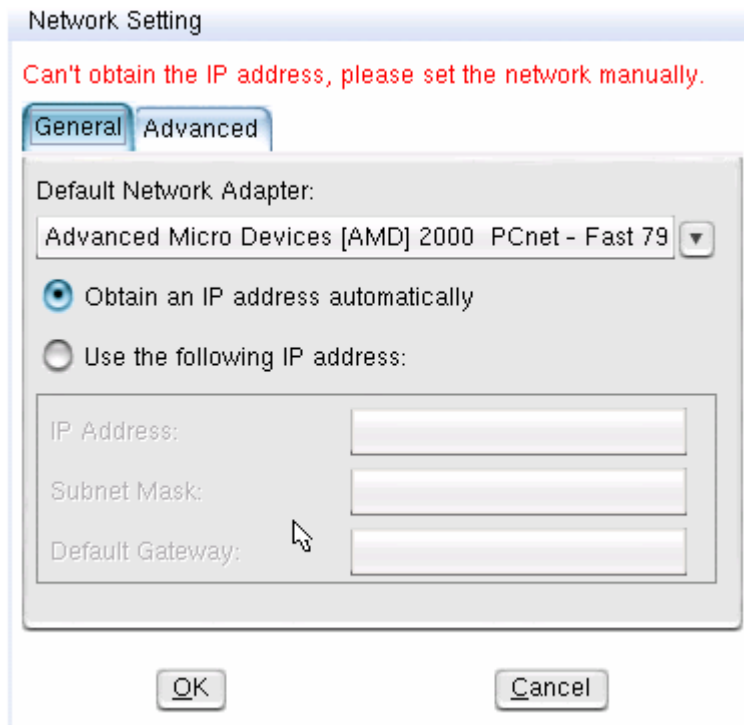 Network Setting
Can't obtain the IP address, please set the network manually.
General Advanced
Default Network Adapter:
Advanced Micro Devices [AMD] 2000 PCnet - Fast 79
Obtain an IP address automatically
Use the following IP address:
IP Address:
Subnet Mask:
Default Gateway:
OK Cancel